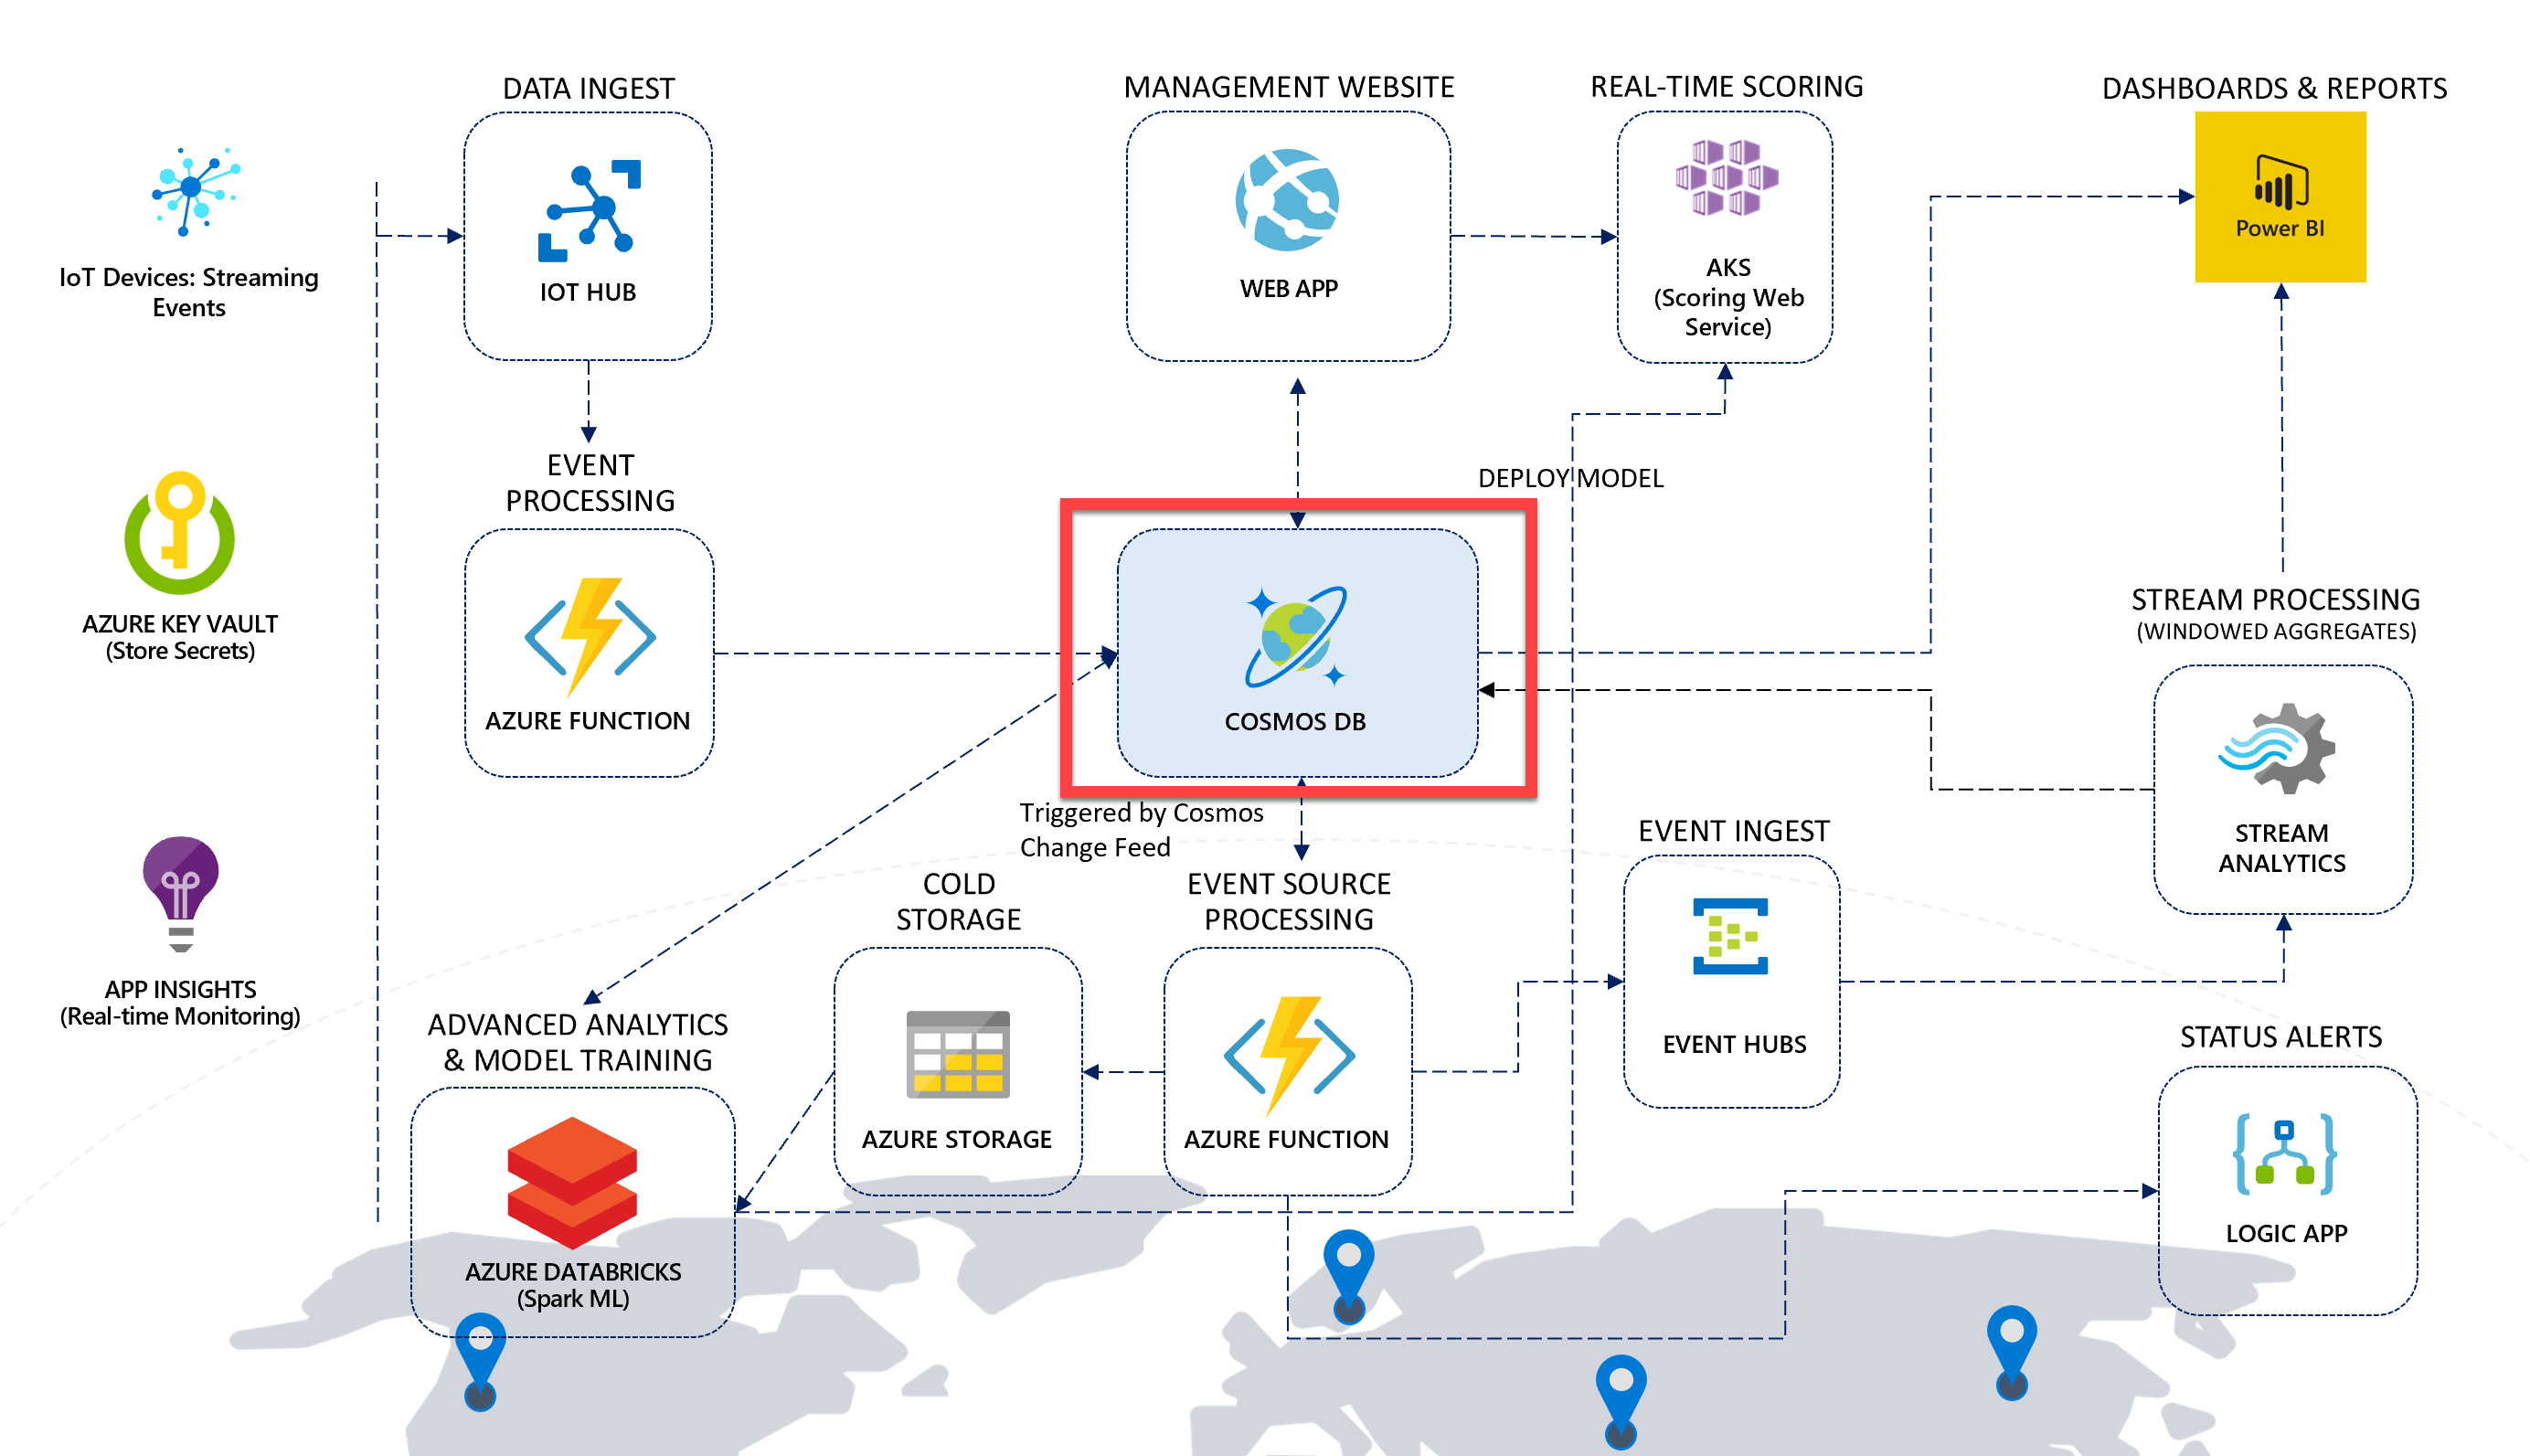 DATA INGEST
MANAGEMENT WEBSITE
REAL-TIME SCORING
DASHBOARDS & REPORTS
IoT Devices: Streaming
Events
IOT HUB
WEB APP
AKS
(Scoring Web
Service)
Power BI
EVENT
PROCESSING
DEPLOY MODEL
AZURE KEY VAULT
(Store Secrets)
AZURE FUNCTION
COSMOS DB
STREAM PROCESSING
(WINDOWED AGGREGATES)
STREAM
ANALYTICS
Triggered by Cosmos
Change Feed
EVENT INGEST
COLD
STORAGE
EVENT SOURCE
PROCESSING
APP INSIGHTS
(Real-time Monitoring)
ADVANCED ANALYTICS
& MODEL TRAINING
EVENT HUBS
STATUS ALERTS
AZURE STORAGE
AZURE FUNCTION
LOGIC APP
AZURE DATABRICKS
(Spark ML)